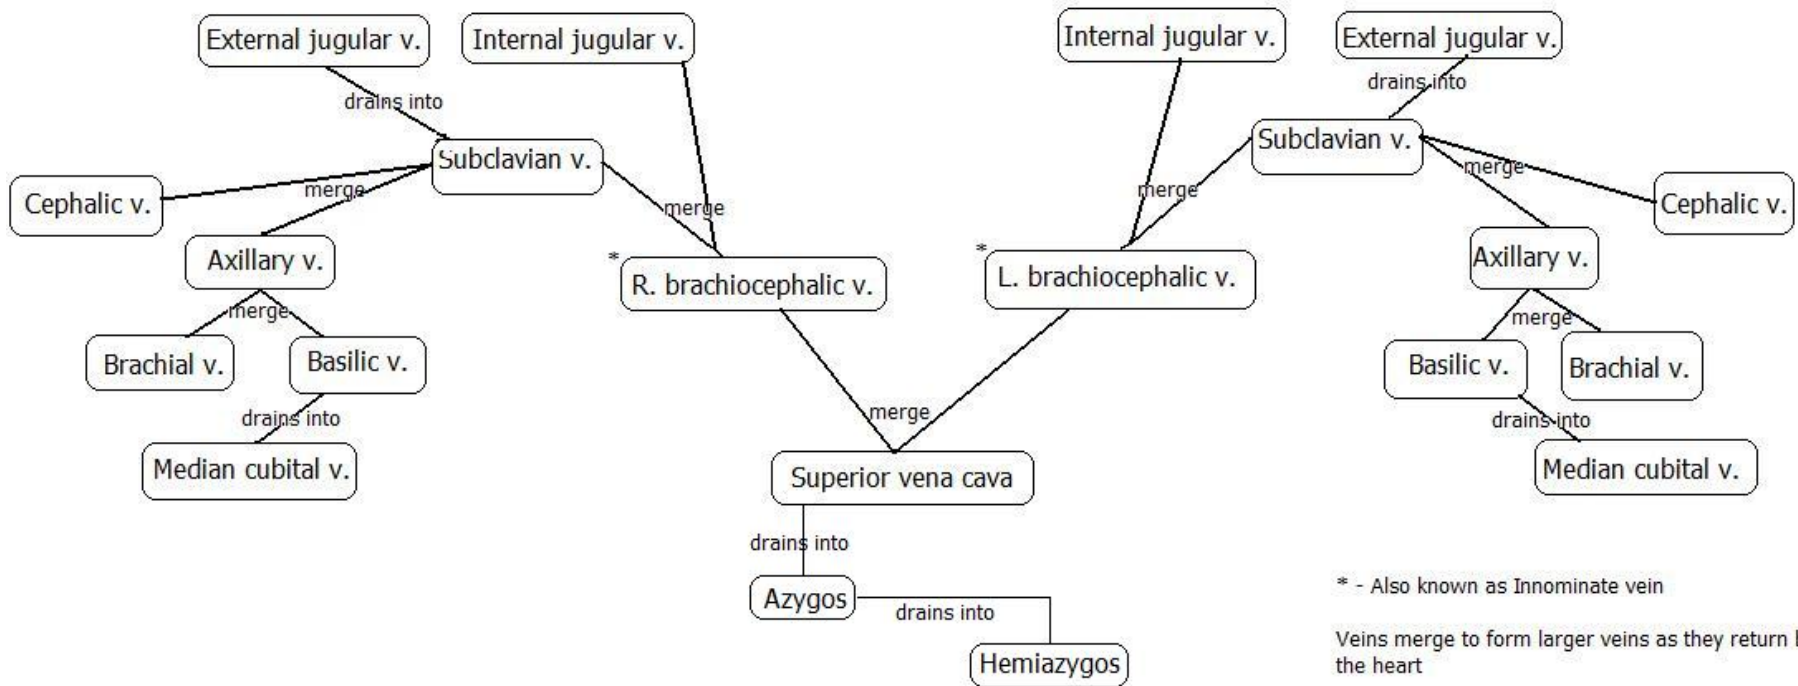 External jugular v.
Internal jugular v.
Internal jugular v.
External jugular v.
drains into
drains into
Subclavian v.
Subclavian v.
Cephalic v.
merge
merge
merge
merge
Cephalic v.
Axillary v.
* R. brachiocephalic v.
* L. brachiocephalic v.
Axillary v.
merge
merge
Brachial v.
Basilic v.
Basilic v.
Brachial v.
drains into
merge
drains into
Median cubital v.
Superior vena cava
Median cubital v.
drains into
Azygos
drains into
Hemiazygos
* - Also known as Innominate vein
Veins merge to form larger veins as they return
the heart